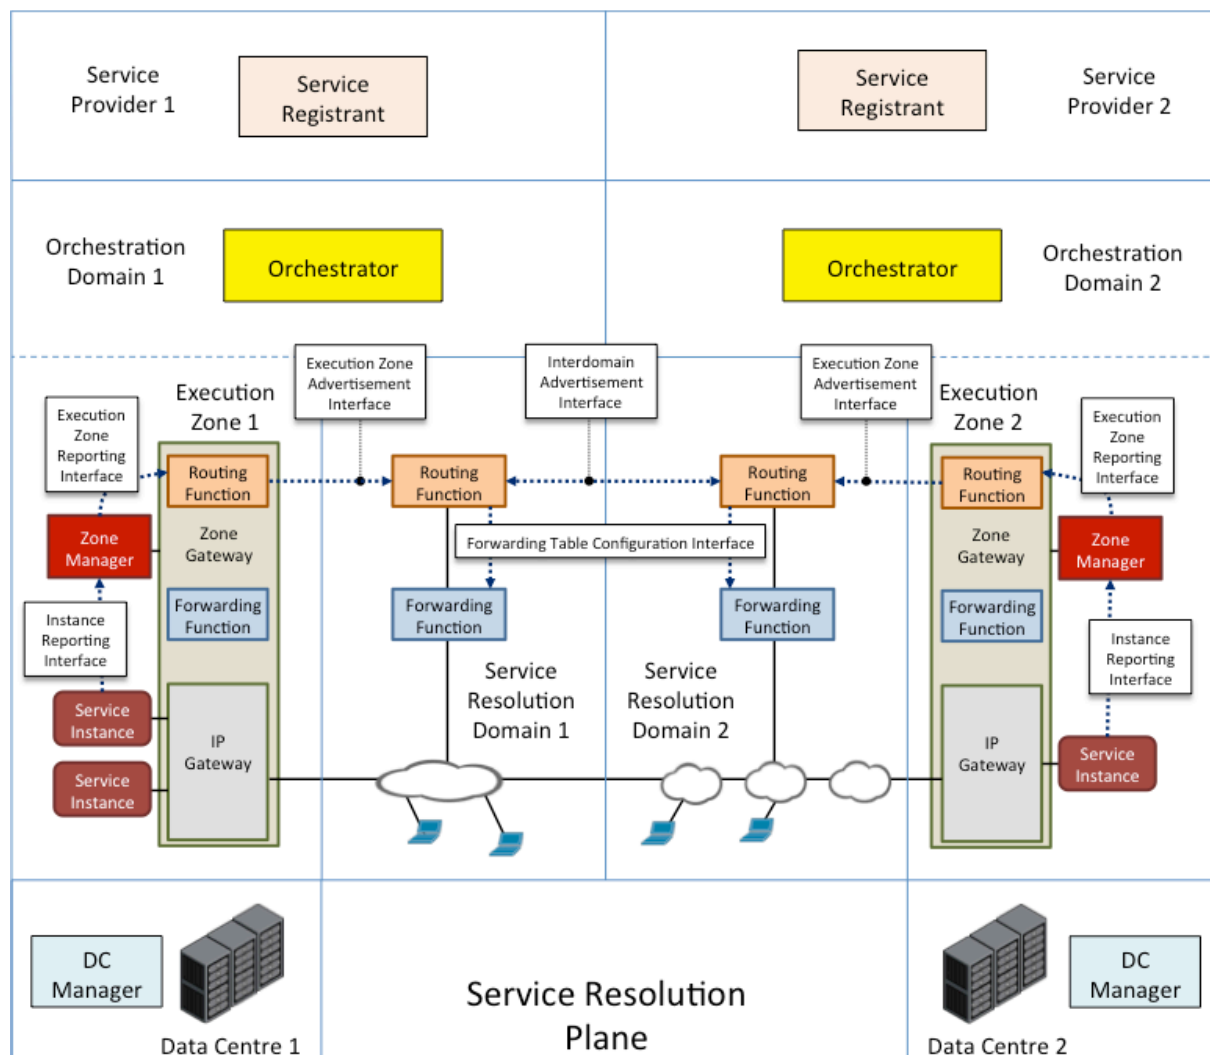 Service
Provider 1
Service
Registrant
Service
Registrant
Service
Provider 2
Orchestration
Domain 1
Orchestrator
Orchestrator
Orchestration
Domain 2
Execution Zone
Advertisement
Interface
Interdomain
Advertisement
Interface
Execution Zone
Advertisement
Interface
Execution
Zone 1
Execution
Zone 2
Execution
Zone
Reporting
Interface
Execution
Zone
Reporting
Interface
Routing
Function
Routing
Function
Routing
Function
Routing
Function
Zone
Manager
Zone
Gateway
Forwarding Table Configuration Interface
Zone
Gateway
Zone
Manager
Forwarding
Function
Forwarding
Function
Forwarding
Function
Forwarding
Function
Instance
Reporting
Interface
Instance
Reporting
Interface
Service
Resolution
Domain 1
Service
Resolution
Domain 2
Service
Instance
IP
Gateway
IP
Gateway
Service
Instance
Service
Instance
DC
Manager
Data Centre 1
Service Resolution
Plane
DC
Manager
Data Centre 2